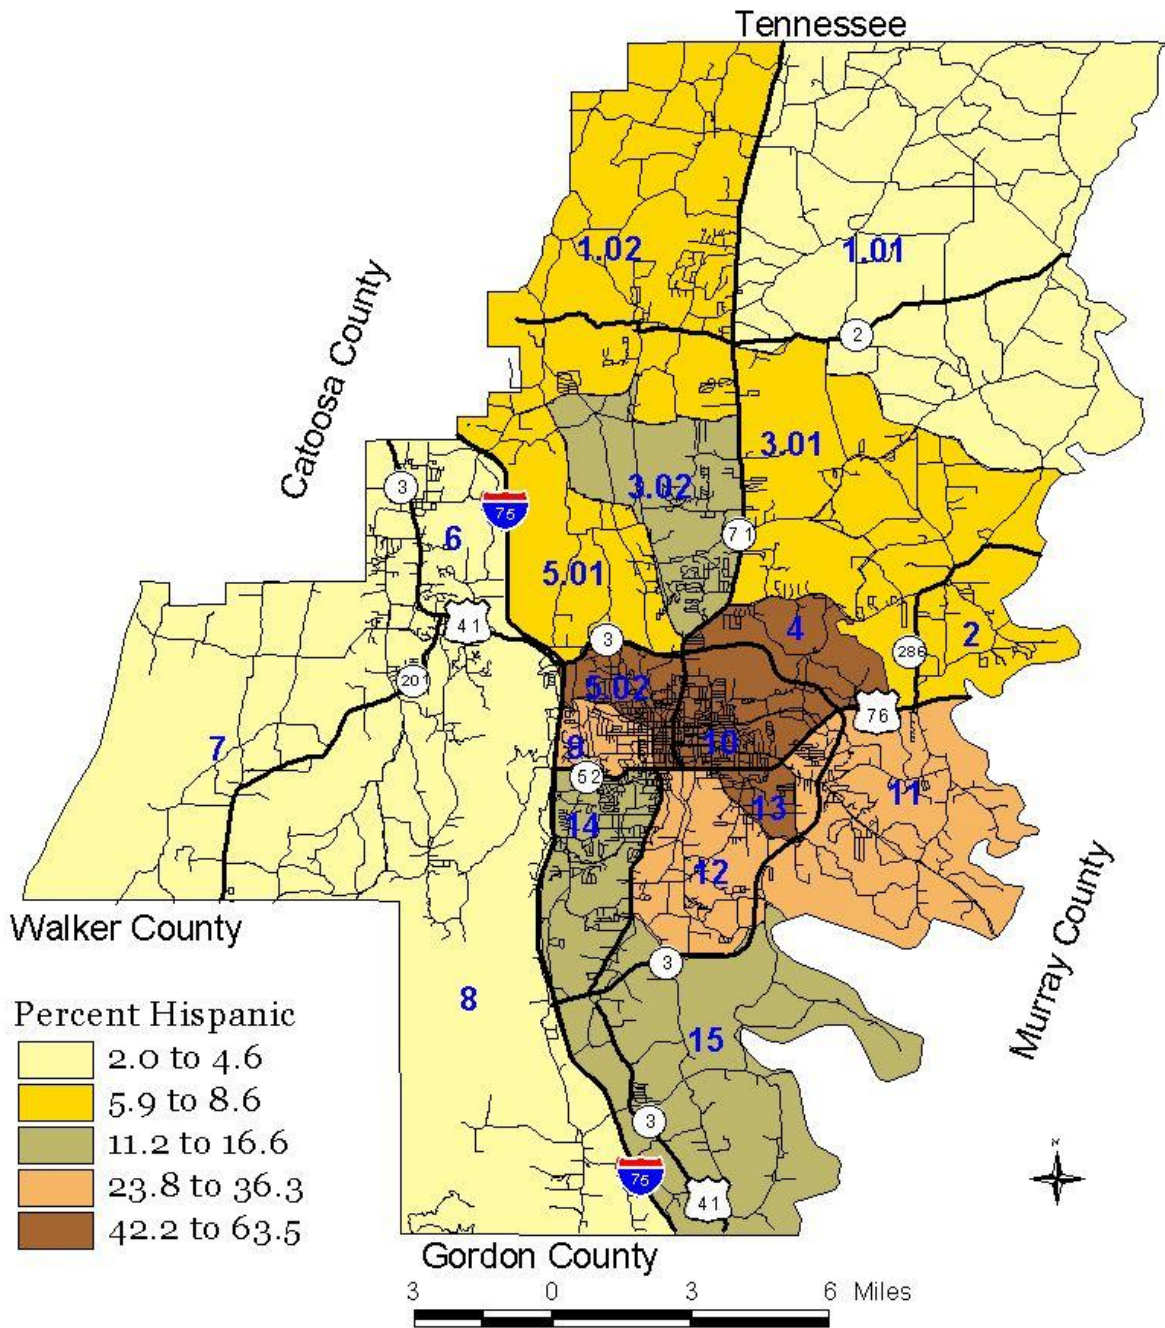 Tennessee
1.02
1.01
2
Catoosa County
3.01
3
3.02
75
71
6
5.01
41
3
4
2
286
201
5.02
76
7
9
10
52
11
13
14
12
Walker County
3
Murray County
8
15
Percent Hispanic
2.0 to 4.6
5.9 to 8.6
11.2 to 16.6
23.8 to 36.3
42.2 to 63.5
3
75
41
N
Gordon County
3 0 3 6 Miles